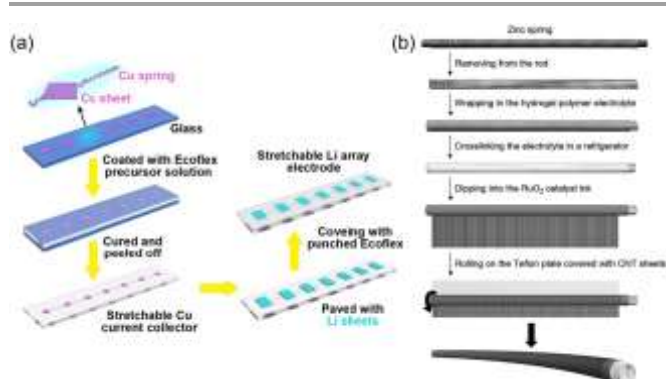 (a)
Cu spring
Cu sheet
Glass
Coated with Ecoflex
precursor solution
Cured and
peeled off
Stretchable Cu
current collector
Stretchable Li array
electrode
Coveing with
punched Ecoflex
Paved with
Li sheets
(b)
Zinc spring
Removing from the rod
Wrapping in the hydrogel polymer electrolyte
Crosslinking the electrolyte in a refrigerator
Dipping into the RuO₂ catalyst ink
Rolling on the Teflon plate covered with CNT sheets